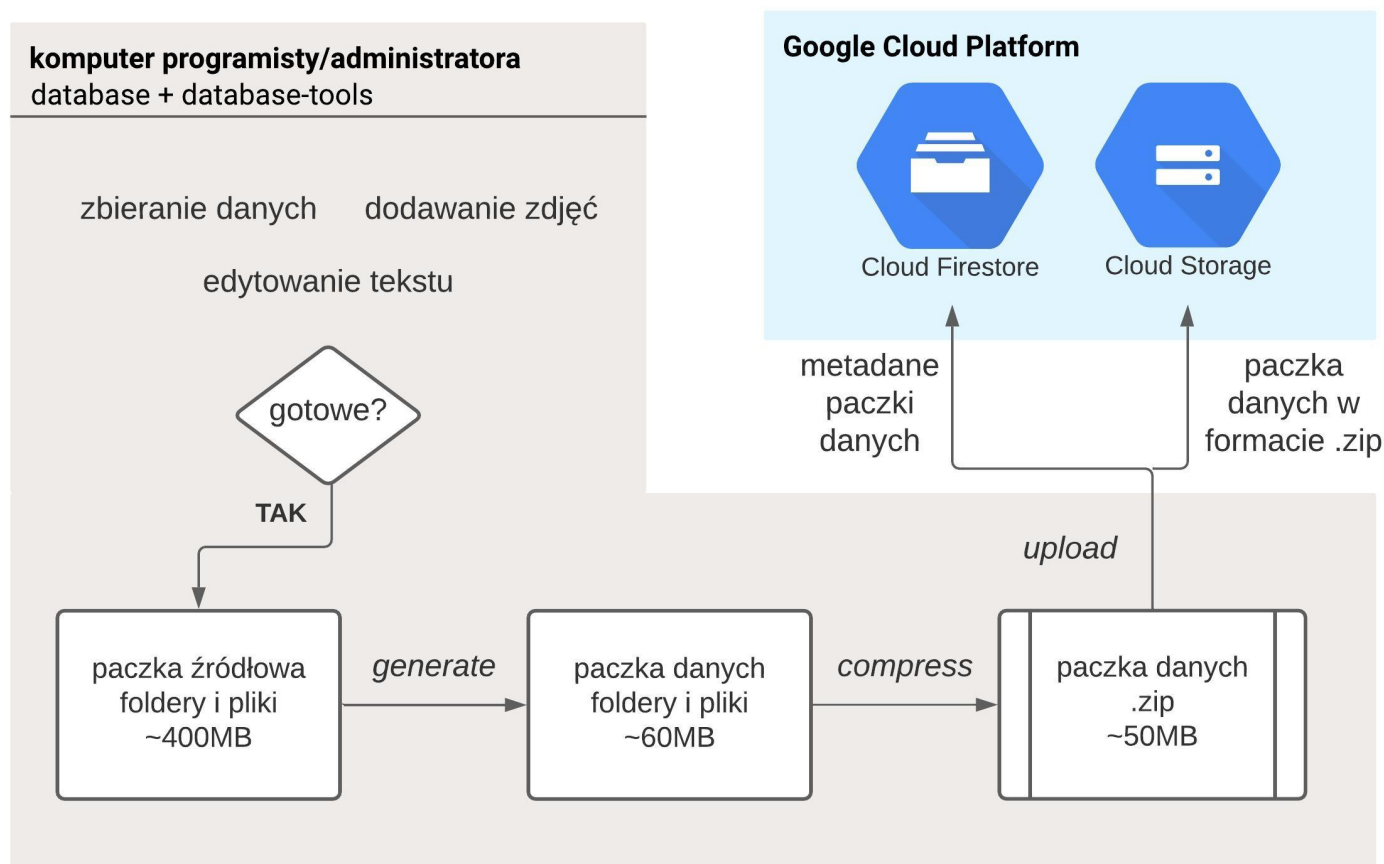 komputer programisty/administratora
database + database-tools
zbieranie danych
dodawanie zdjęć
edytowanie tekstu
gotowe?
TAK
Google Cloud Platform
Cloud Firestore
Cloud Storage
metadane
paczki
danych
paczka
danych w
formacie .zip
upload
paczka źródłowa
foldery i pliki
~400MB
generate
paczka danych
foldery i pliki
~60MB
compress
paczka danych
.zip
~50MB